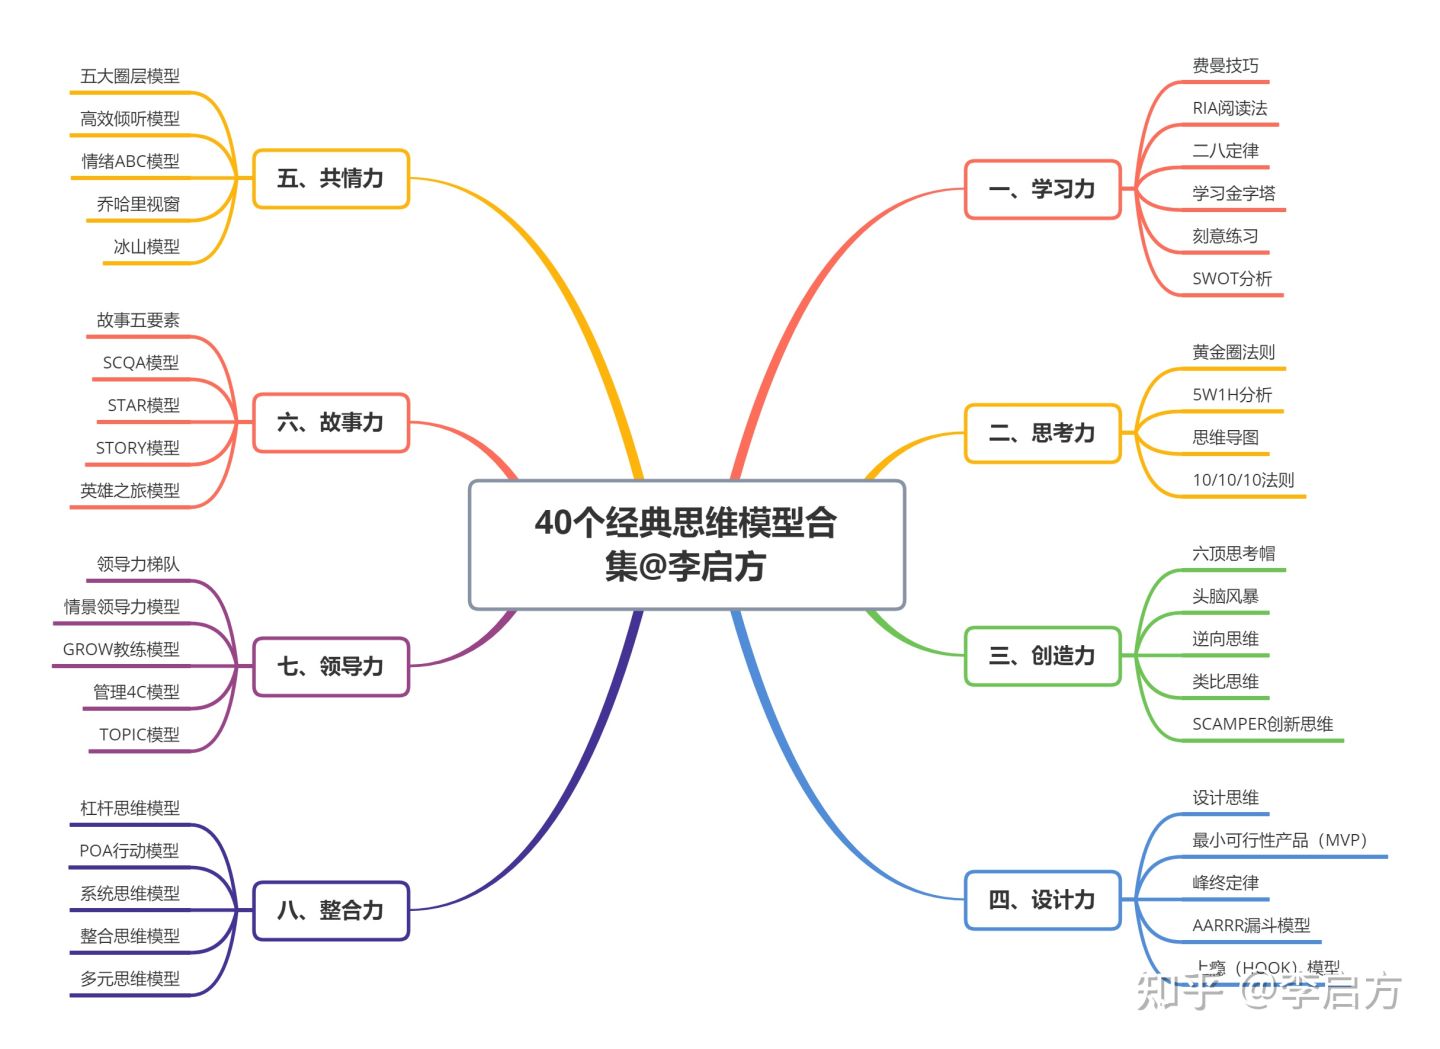 40个经典思维模型合
集@李启方
一、学习力
费曼技巧
RIA阅读法
二八定律
学习金字塔
刻意练习
SWOT分析
二、思考力
黄金圈法则
5W1H分析
思维导图
10/10/10法则
三、创造力
六顶思考帽
头脑风暴
逆向思维
类比思维
SCAMPER创新思维
四、设计力
设计思维
最小可行性产品（MVP）
峰终定律
AARRR漏斗模型
上瘾（HOOK）模型
五、共情力
五大圈层模型
高效倾听模型
情绪ABC模型
乔哈里视窗
冰山模型
六、故事力
故事五要素
SCQA模型
STAR模型
STORY模型
英雄之旅模型
七、领导力
领导力梯队
情景领导力模型
GROW教练模型
管理4C模型
TOPIC模型
八、整合力
杠杆思维模型
POA行动模型
系统思维模型
整合思维模型
多元思维模型
知乎 @李启方